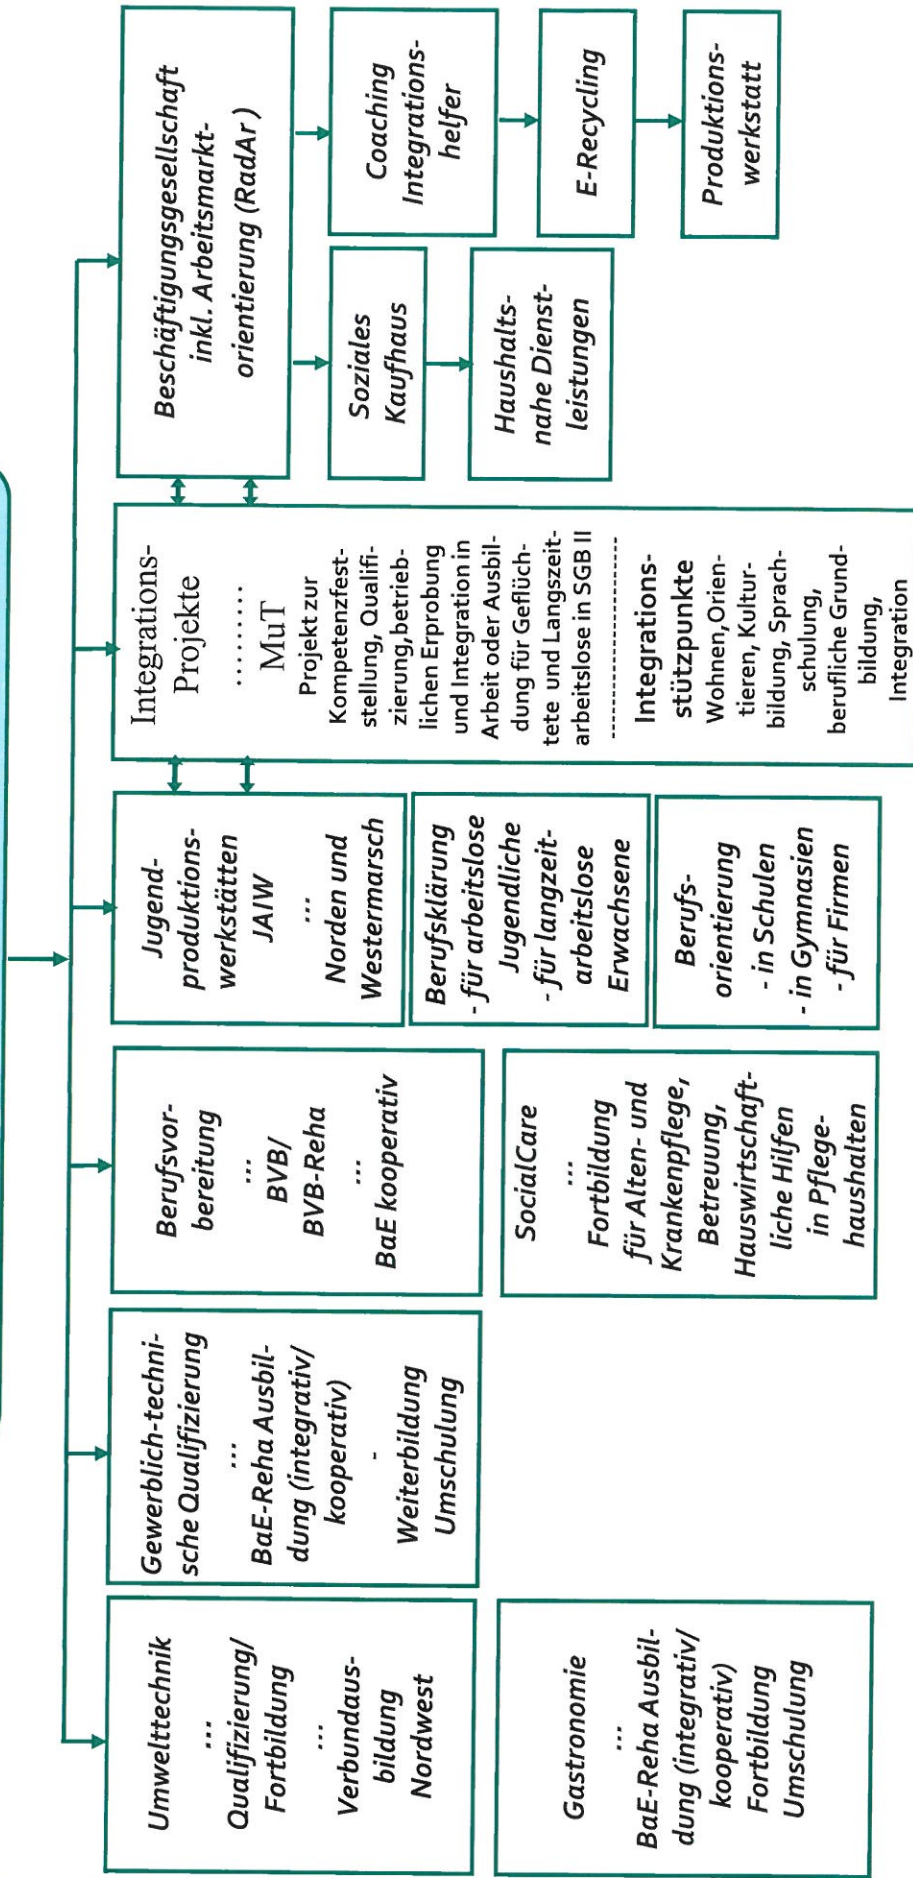 Umwelttechnik
...
Qualifizierung/
Fortbildung
...
Verbundaus-
bildung
Nordwest
Gastronomie
...
BaE-Reha Ausbil-
dung (integrativ/
kooperativ)
Fortbildung
Umschulung
Gewerblich-techni-
sche Qualifizierung
...
BaE-Reha Ausbil-
dung (integrativ/
kooperativ)
-
Weiterbildung
Umschulung
Berufsvor-
bereitung
...
BVB/
BVB-Reha
...
BaE kooperativ
SocialCare
...
Fortbildung
für Alten- und
Krankenpflege,
Betreuung,
Hauswirtschaft-
liche Hilfen
in Pflege-
haushalten
Jugend-
produktions-
werkstätten
JAIW
...
Norden und
Westermarsch
Berufsklärung
- für arbeitslose
Jugendliche
- für langzeit-
arbeitslose
Erwachsene
Berufs-
orientierung
- in Schulen
- in Gymnasien
- für Firmen
Integrations-
Projekte
........
MuT
Projekt zur
Kompetenzfest-
stellung, Qualifi-
zierung, betrieb-
lichen Erprobung
und Integration in
Arbeit oder Ausbil-
dung für Geflüch-
tete und Langszeit-
arbeitslose in SGB II
-------------------------
Integrations-
stützpunkte
Wohnen,Orien-
tieren, Kultur-
bildung, Sprach-
schulung,
berufliche Grund-
bildung,
Integration
Beschäftigungsgesellschaft
inkl. Arbeitsmarkt-
orientierung (RadAr )
Soziales
Kaufhaus
Haushalts-
nahe Dienst-
leistungen
Coaching
Integrations-
helfer
E-Recycling
Produktions-
werkstatt